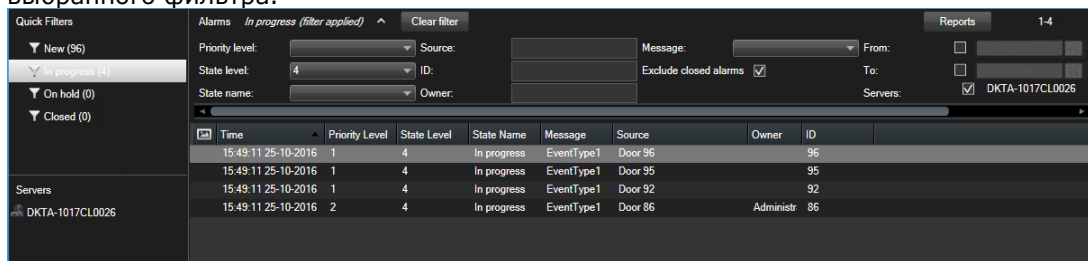 выбранного фильтра:
Quick Filters
New (96)
In progress (4)
On hold (0)
Closed (0)
Servers
DKTA-1017CL0026
Alarms In progress (filter applied) Clear filter Reports 1-4
Priority level: Source: Message: From:
State level: 4 ID: Exclude closed alarms To:
State name: Owner: Servers: DKTA-1017CL0026
Time Priority Level State Level State Name Message Source Owner ID
15:49:11 25-10-2016 1 4 In progress EventType1 Door 96 96
15:49:11 25-10-2016 1 4 In progress EventType1 Door 95 95
15:49:11 25-10-2016 1 4 In progress EventType1 Door 92 92
15:49:11 25-10-2016 2 4 In progress EventType1 Door 86 Administr 86